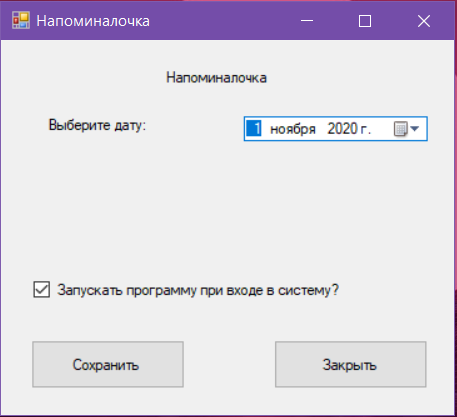 Напоминалочка
Напоминалочка
Выберите дату: 1 ноября 2020 г.
Запускать программу при входе в систему?
Сохранить Закрыть